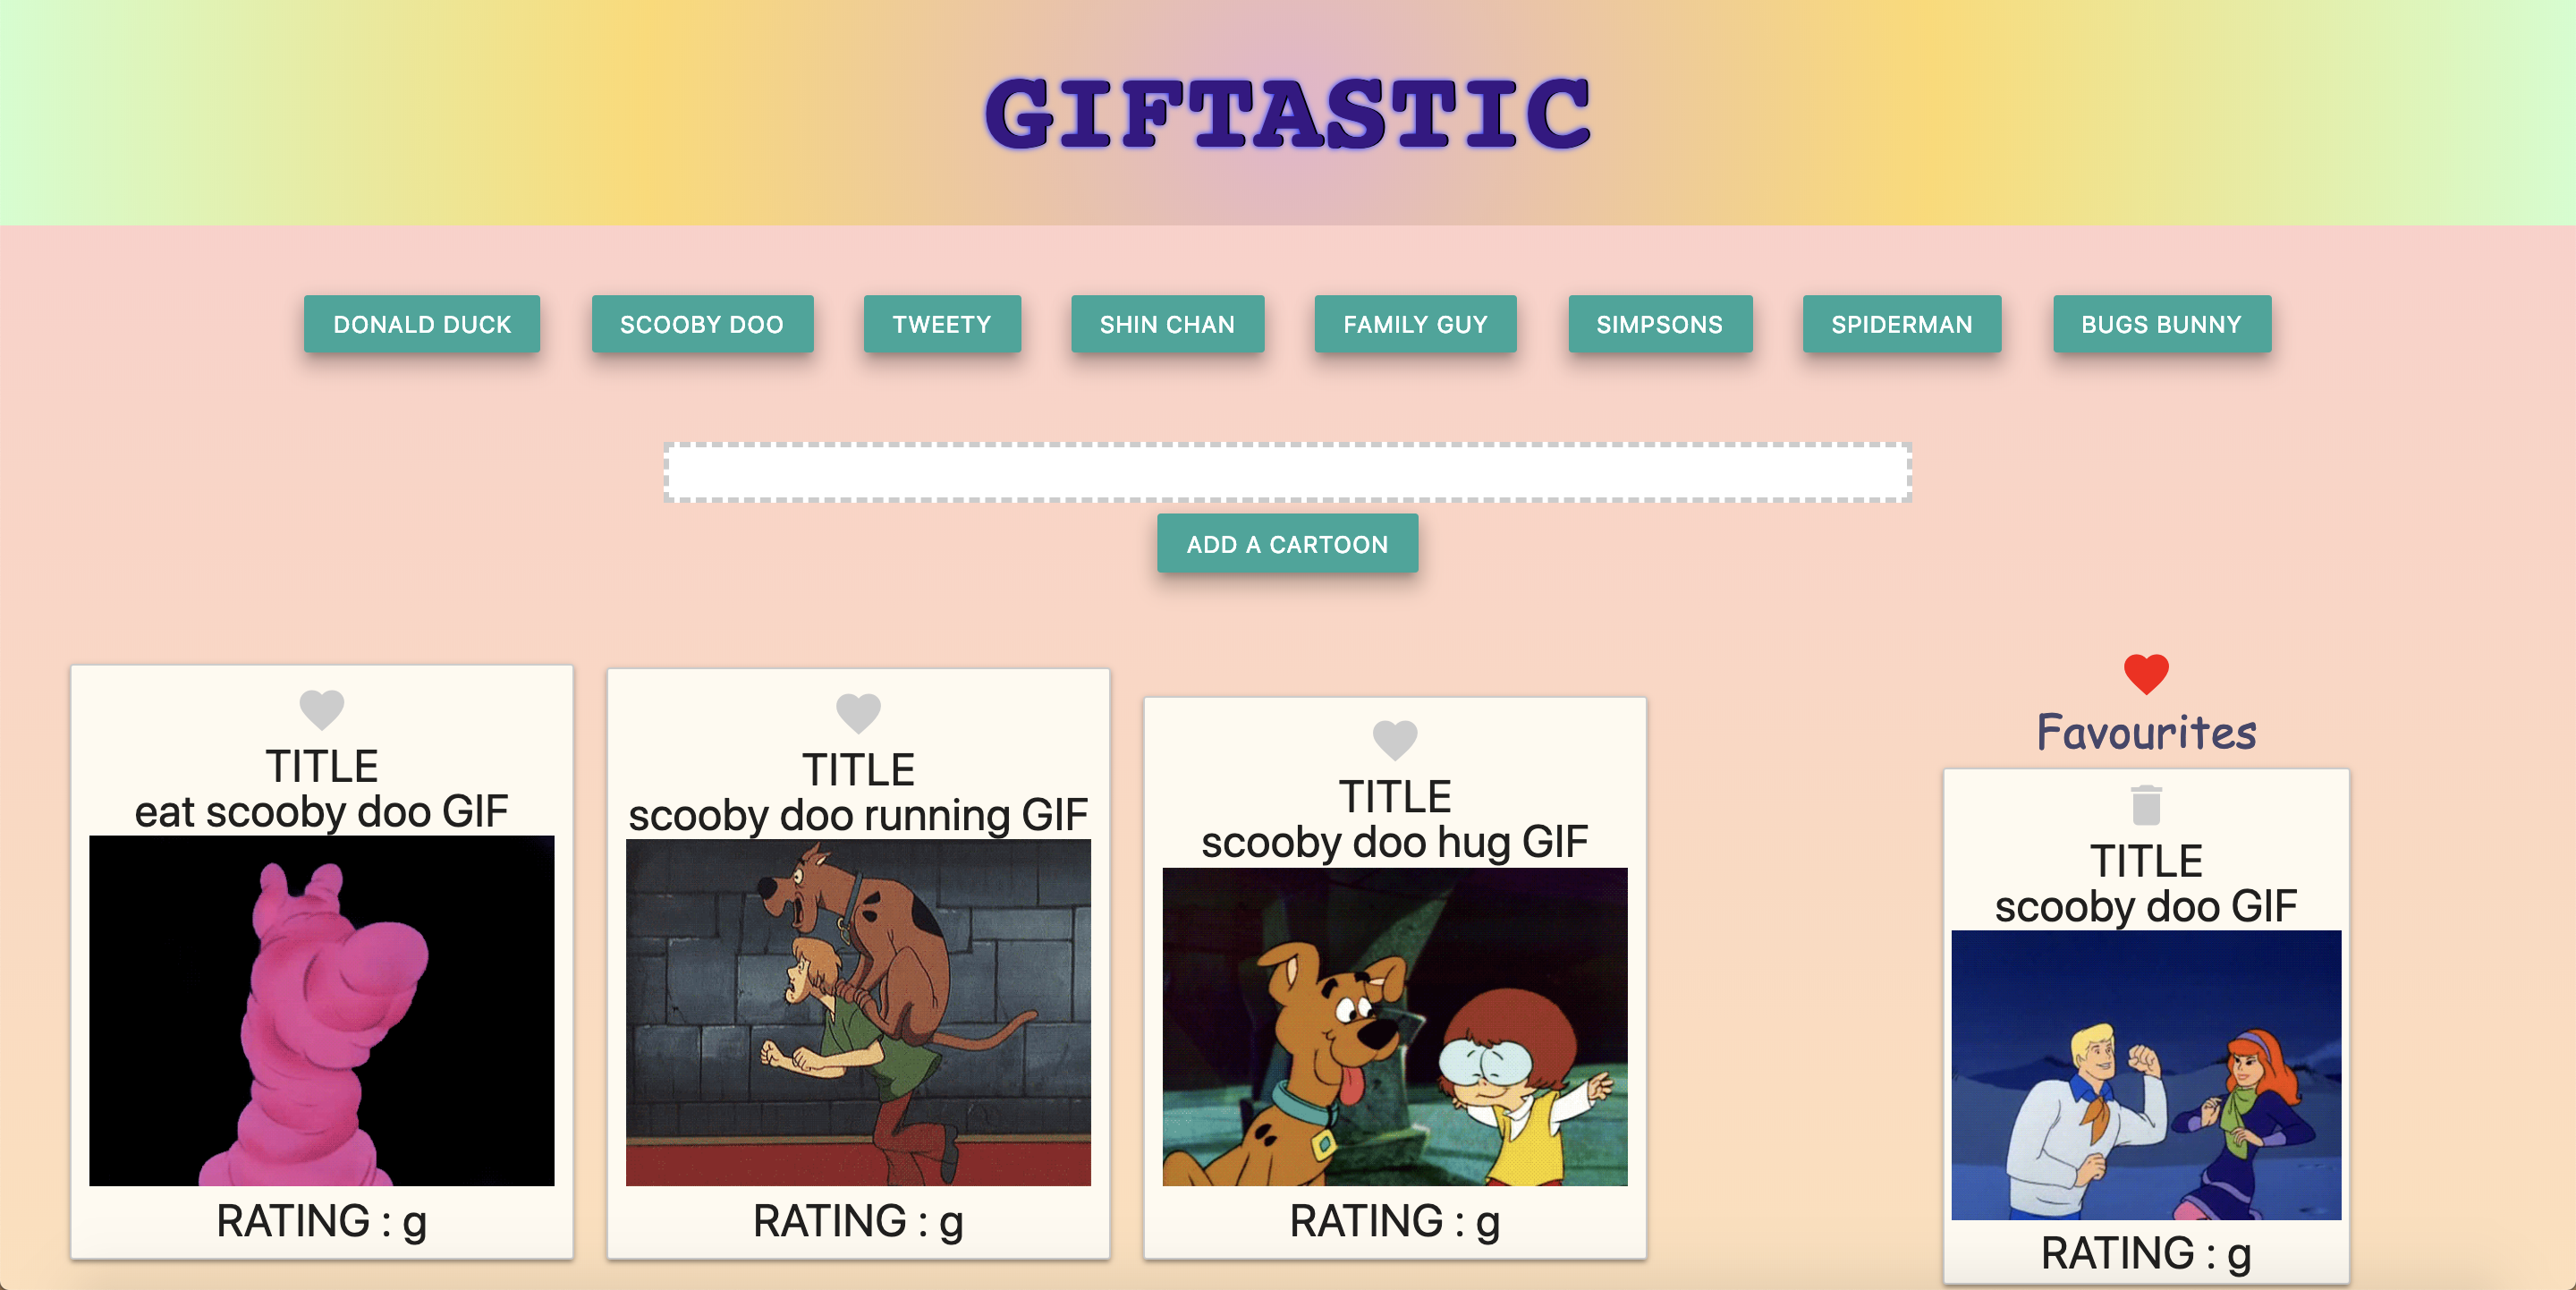 GIFTASTIC
DONALD DUCK
SCOOBY DOO
TWEETY
SHIN CHAN
FAMILY GUY
SIMPSONS
SPIDERMAN
BUGS BUNNY
ADD A CARTOON
TITLE
eat scooby doo GIF
RATING : g
TITLE
scooby doo running GIF
RATING : g
TITLE
scooby doo hug GIF
RATING : g
Favourites
TITLE
scooby doo GIF
RATING : g